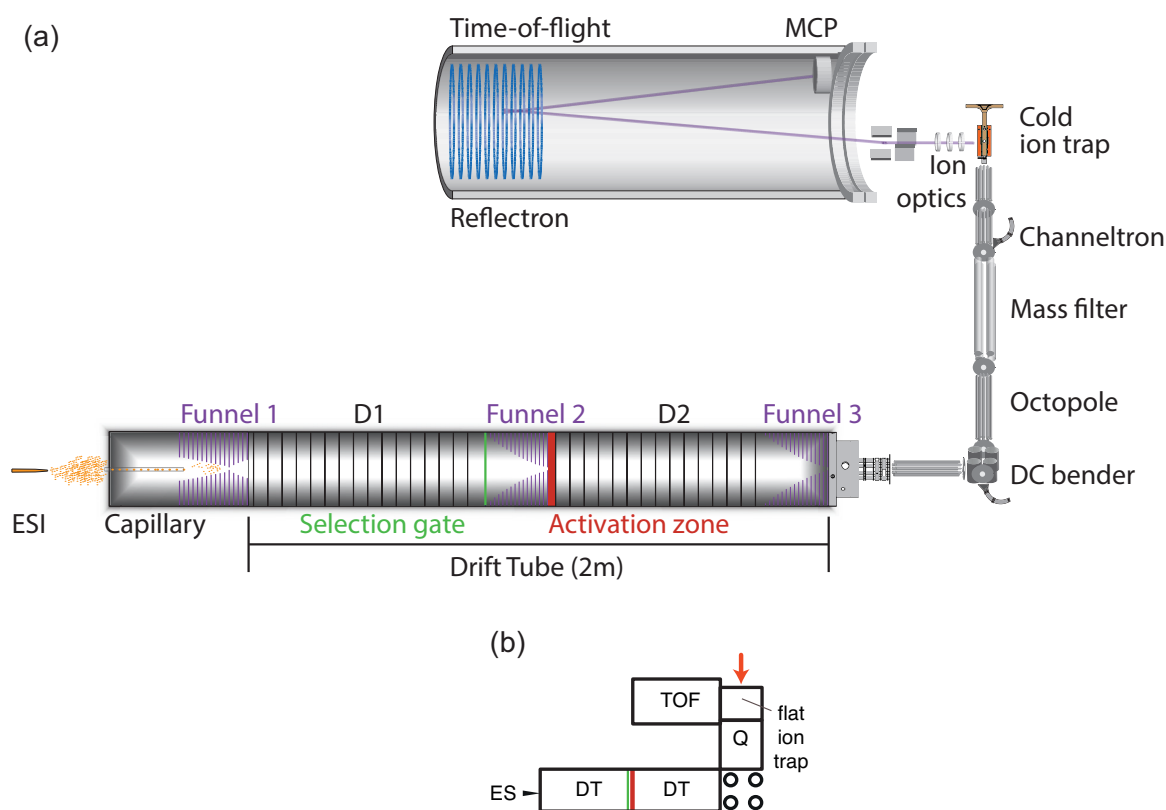 (a)
Time-of-flight
MCP
Cold
ion trap
Ion
optics
Reflectron
Channeltron
Mass filter
Octopole
DC bender
Funnel 1
D1
Funnel 2
D2
Funnel 3
ESI
Capillary
Selection gate
Activation zone
Drift Tube (2m)
(b)
TOF
flat
ion
trap
Q
ES
DT
DT